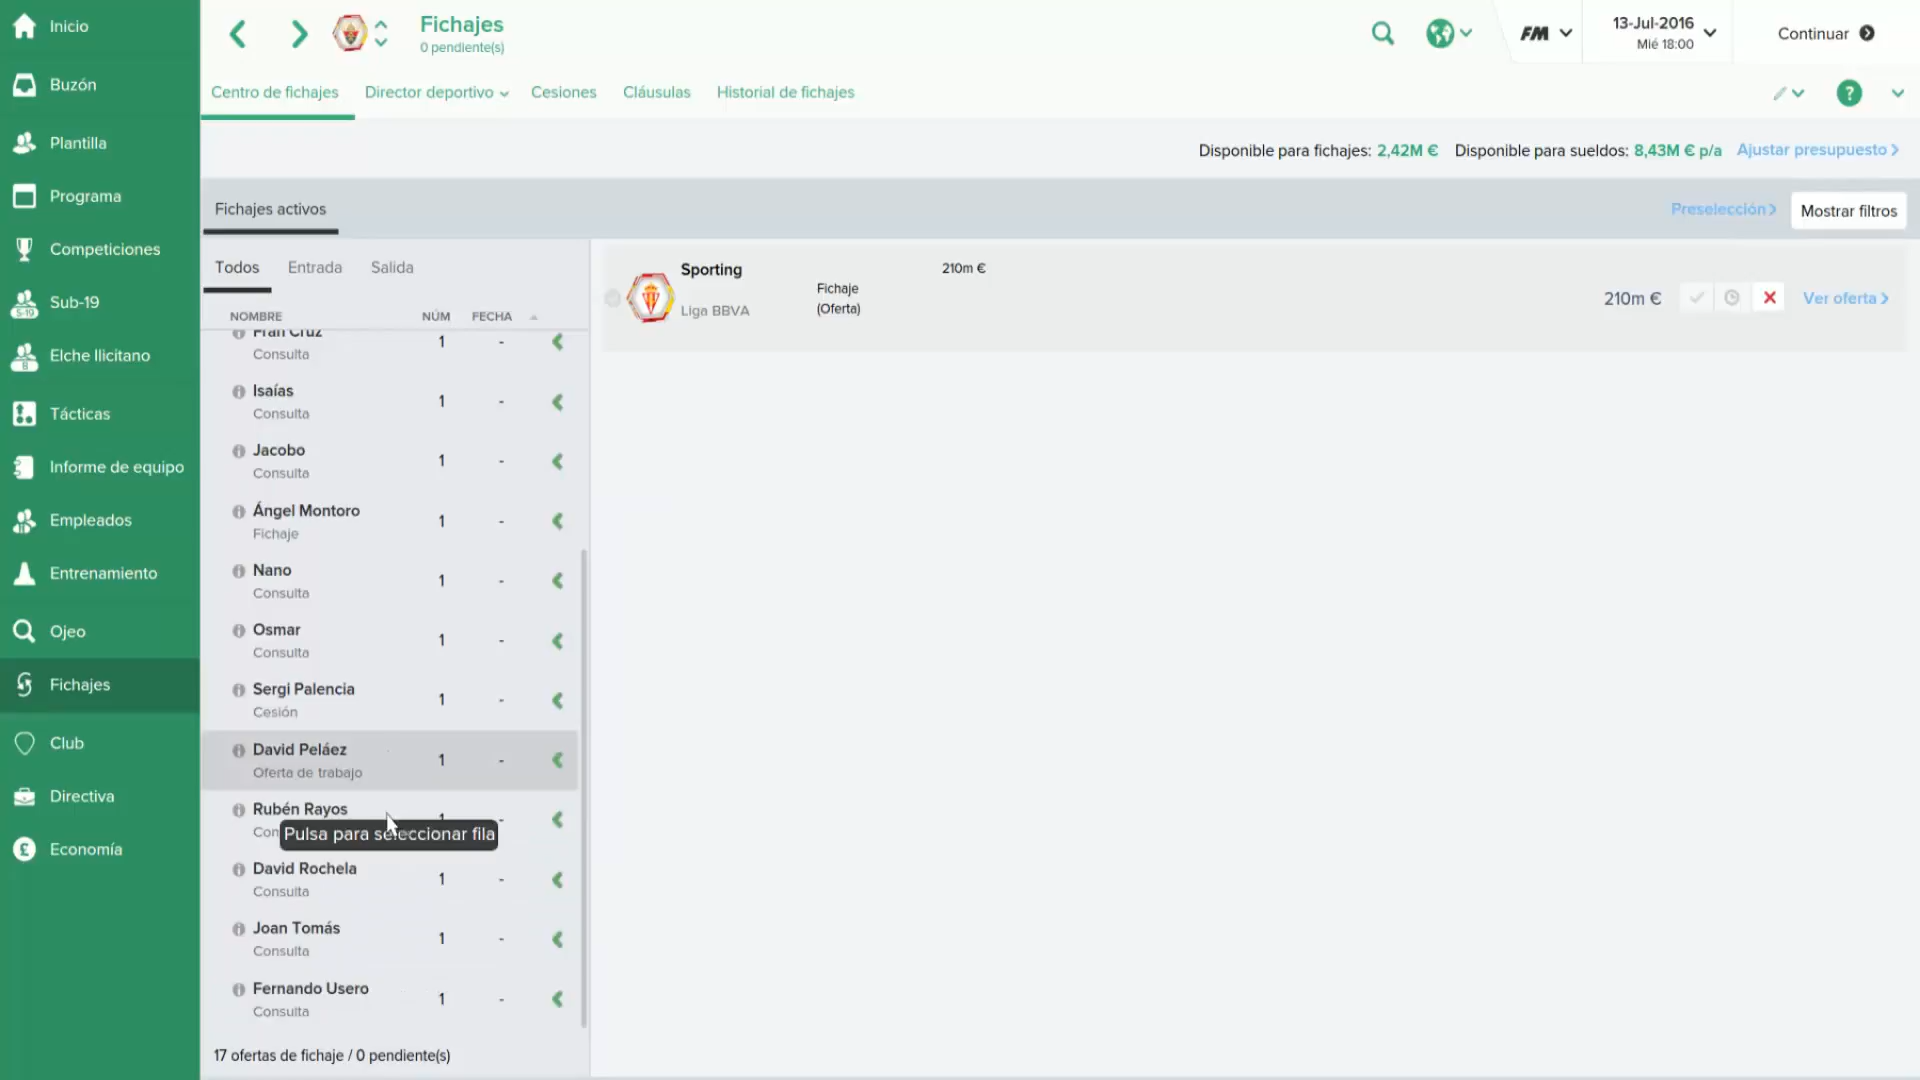 Inicio
Buzón
Plantilla
Programa
Competiciones
Sub-19
Elche Ilicitano
Tácticas
Informe de equipo
Empleados
Entrenamiento
Ojeo
Fichajes
Club
Directiva
Economía
Fichajes
0 pendiente(s)
FM
13-Jul-2016
Mié 18:00
Continuar
Centro de fichajes
Director deportivo
Cesiones
Cláusulas
Historial de fichajes
?
Disponible para fichajes: 2,42M € Disponible para sueldos: 8,43M € p/a Ajustar presupuesto
Fichajes activos
Preselección
Mostrar filtros
Todos
Entrada
Salida
NOMBRE NÚM FECHA
Fran Cruz
Consulta
1 -
Isaías
Consulta
1 -
Jacobo
Consulta
1 -
Ángel Montoro
Fichaje
1 -
Nano
Consulta
1 -
Osmar
Consulta
1 -
Sergi Palencia
Cesión
1 -
David Peláez
Oferta de trabajo
1 -
Rubén Rayos
1 -
Con
Pulsa para seleccionar fila
David Rochela
Consulta
1 -
Joan Tomás
Consulta
1 -
Fernando Usero
Consulta
1 -
17 ofertas de fichaje / 0 pendiente(s)
Sporting
Liga BBVA
Fichaje
(Oferta)
210m €
210m €
Ver oferta